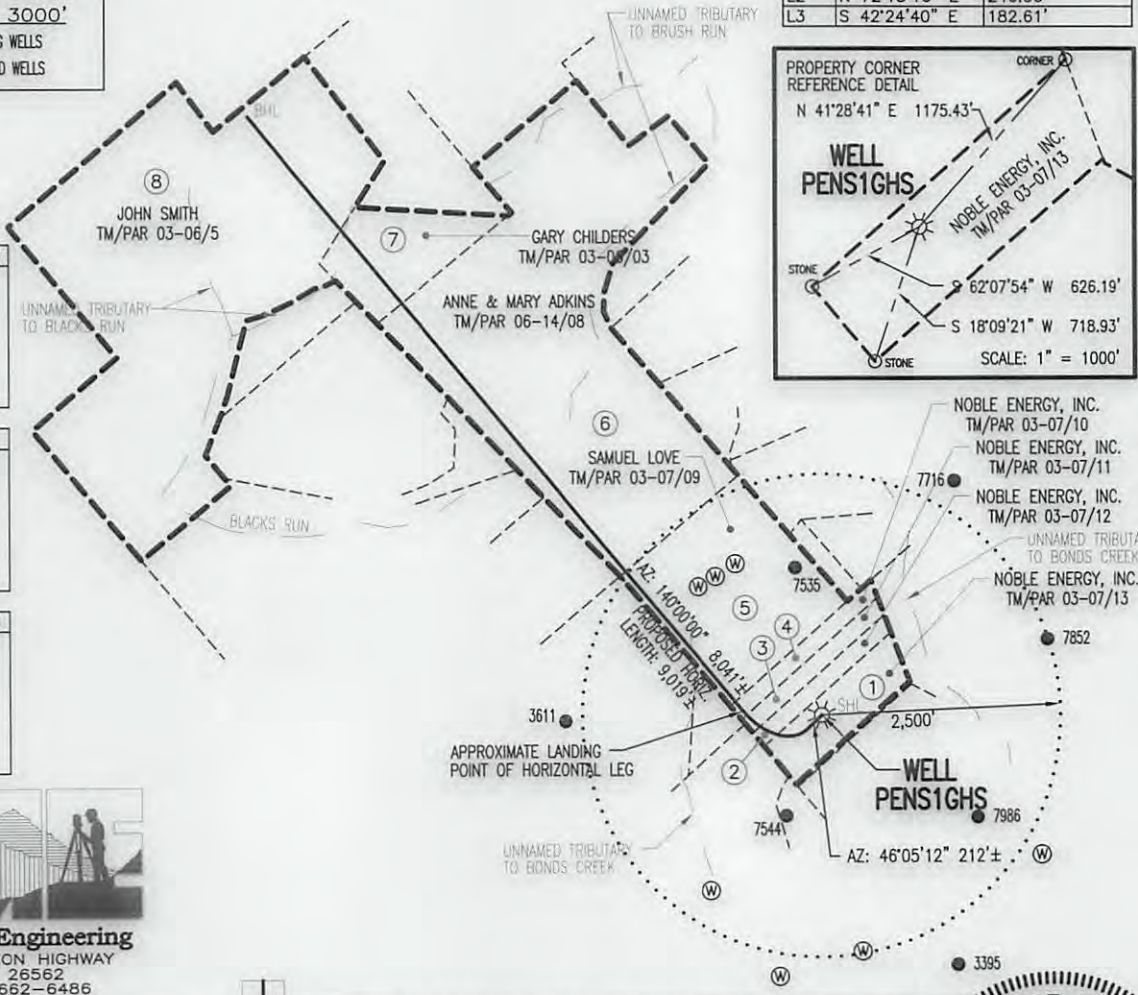 3000'
WELLS
WELLS
L3 S 42°24'40" E 182.61'
UNNAMED TRIBUTARY
TO BRUSH RUN
PROPERTY CORNER
REFERENCE DETAIL
CORNER
N 41°28'41" E 1175.43'
WELL
PENS1GHS
NOBLE ENERGY, INC.
TM/PAR 03-07/13
STONE
S 62°07'54" W 626.19'
S 18°09'21" W 718.93'
STONE
SCALE: 1" = 1000'
BHL
8
JOHN SMITH
TM/PAR 03-06/5
7
GARY CHILDERS
UNNAMED TRIBUTARY
TO BLACKS RUN
ANNE & MARY ADKINS
TM/PAR 06-14/08
6
SAMUEL LOVE
TM/PAR 03-07/09
BLACKS RUN
NOBLE ENERGY, INC.
TM/PAR 03-07/10
NOBLE ENERGY, INC.
TM/PAR 03-07/11
7716
NOBLE ENERGY, INC.
TM/PAR 03-07/12
UNNAMED
TO BONDS CREEK
NOBLE ENERGY, INC.
TM/PAR 03-07/13
7535
W W W
5
4
3
7852
AZ: 140°00'00" 8,041'±
PROPOSED HORIZ.
LENGTH: 9,019'±
1
SHL
2,500'
3611
APPROXIMATE LANDING
POINT OF HORIZONTAL LEG
2
WELL
PENS1GHS
7544
7986
AZ: 46°05'12" 212'±
UNNAMED TRIBUTARY
TO BONDS CREEK
W
W
W
W
3395
Engineering
HIGHWAY
26562
662-6486